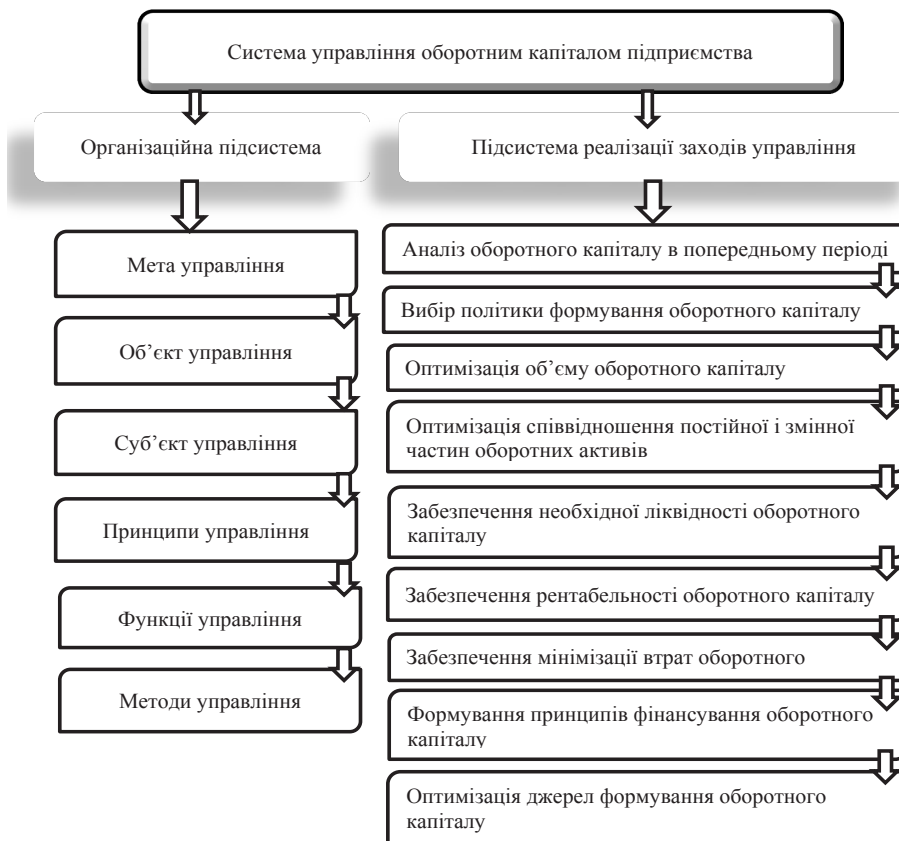 Система управління оборотним капіталом підприємства
Організаційна підсистема
Мета управління
Об’єкт управління
Суб’єкт управління
Принципи управління
Функції управління
Методи управління
Підсистема реалізації заходів управління
Аналіз оборотного капіталу в попередньому періоді
Вибір політики формування оборотного капіталу
Оптимізація об’єму оборотного капіталу
Оптимізація співвідношення постійної і змінної
частин оборотних активів
Забезпечення необхідної ліквідності оборотного
капіталу
Забезпечення рентабельності оборотного капіталу
Забезпечення мінімізації втрат оборотного
Формування принципів фінансування оборотного
капіталу
Оптимізація джерел формування оборотного
капіталу